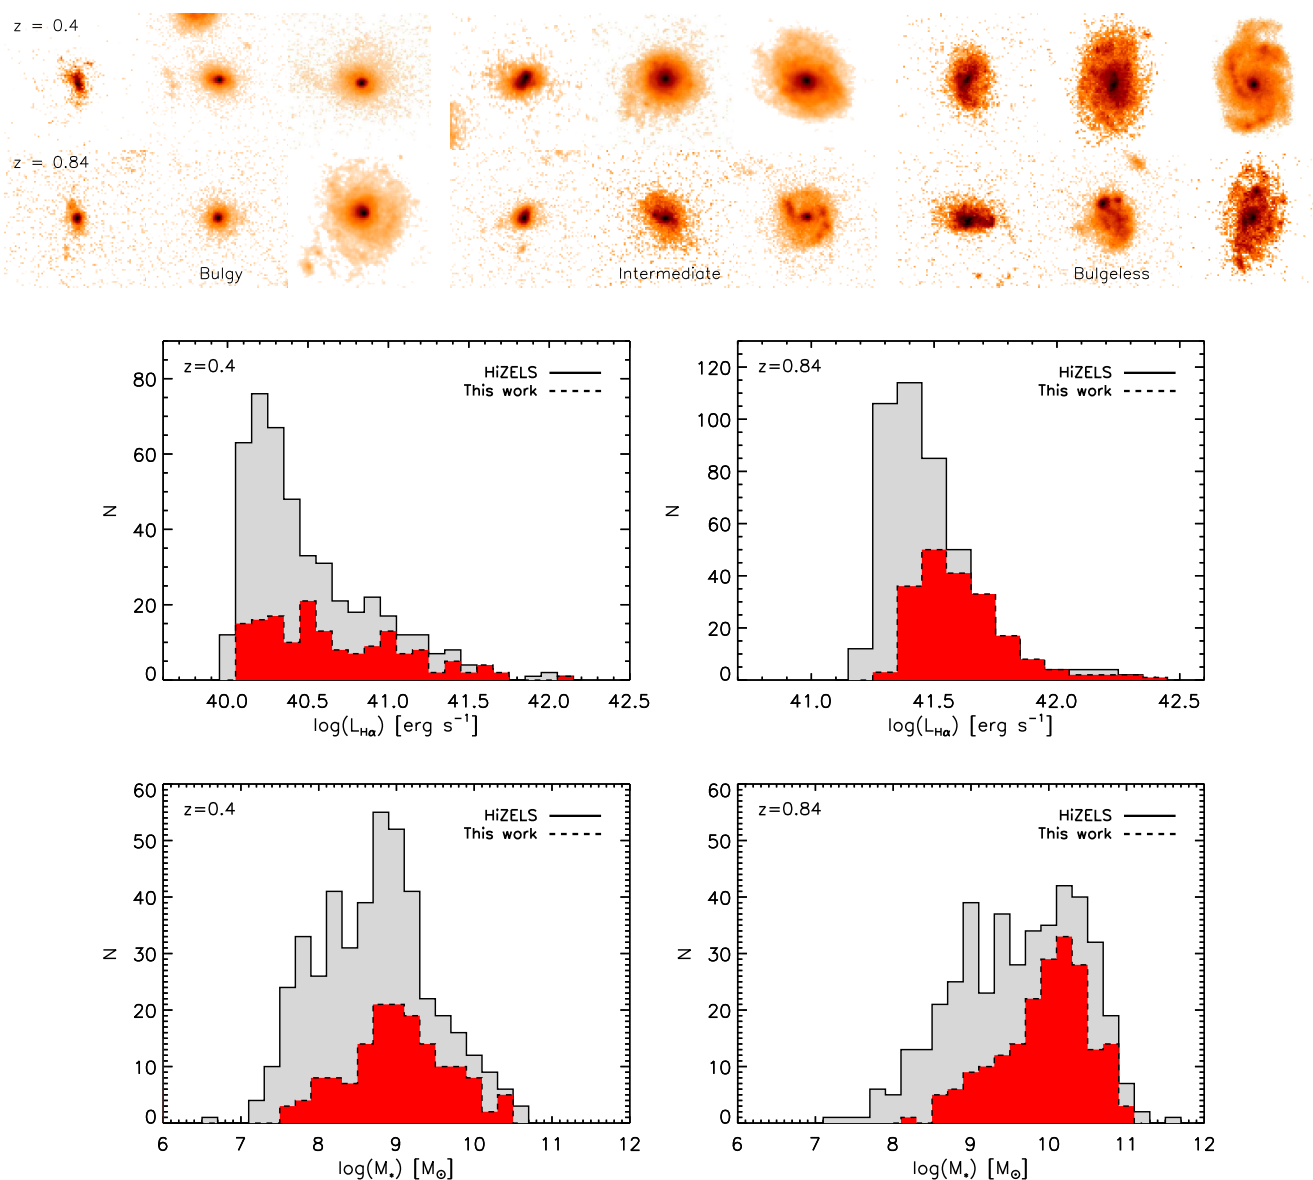 z = 0.4
z = 0.84
Bulgy
Intermediate
Bulgeless
z=0.4
HiZELS
This work
N
80
60
40
20
0
40.0 40.5 41.0 41.5 42.0 42.5
log(L_Hα) [erg s⁻¹]
z=0.84
HiZELS
This work
N
120
100
80
60
40
20
0
41.0 41.5 42.0 42.5
log(L_Hα) [erg s⁻¹]
z=0.4
HiZELS
This work
N
60
50
40
30
20
10
0
6 7 8 9 10 11 12
log(M_*) [M_⊙]
z=0.84
HiZELS
This work
N
60
50
40
30
20
10
0
6 7 8 9 10 11 12
log(M_*) [M_⊙]